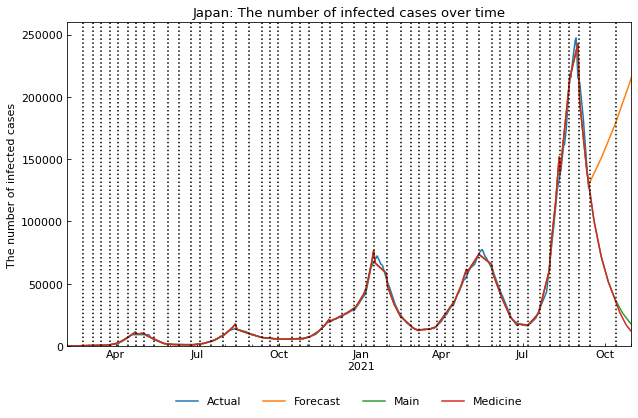 Japan: The number of infected cases over time
The number of infected cases
250000
200000
150000
100000
50000
0
Apr Jul Oct Jan Apr Jul Oct
2021
Actual Forecast Main Medicine